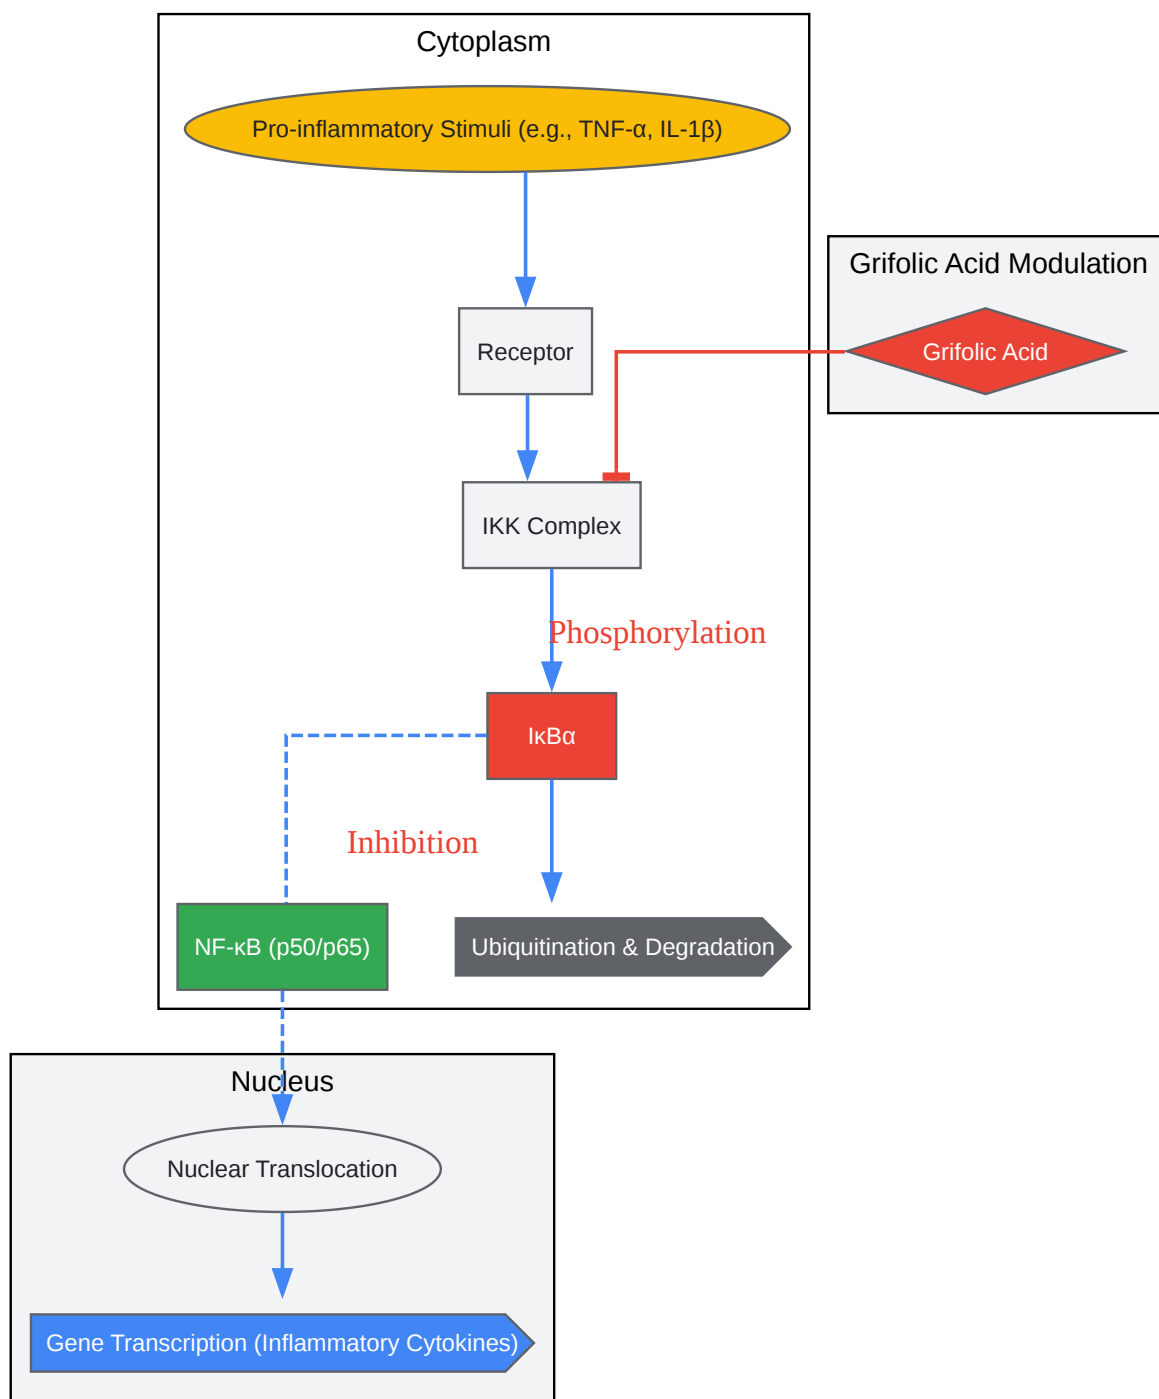 Cytoplasm
Pro-inflammatory Stimuli (e.g., TNF-α, IL-1β)
Grifolic Acid Modulation
Receptor
Grifolic Acid
IKK Complex
Phosphorylation
IκBα
Inhibition
NF-κB (p50/p65)
Ubiquitination & Degradation
Nucleus
Nuclear Translocation
Gene Transcription (Inflammatory Cytokines)